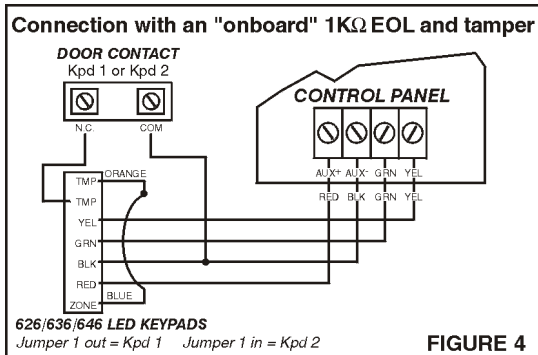 Connection with an "onboard" 1KΩ EOL and tamper
DOOR CONTACT
Kpd 1 or Kpd 2
N.C. COM
CONTROL PANEL
AUX+ AUX- GRN YEL
RED BLK GRN YEL
TMP ORANGE
TMP
YEL
GRN
BLK
RED
ZONE BLUE
626/636/646 LED KEYPADS
Jumper 1 out = Kpd 1 Jumper 1 in = Kpd 2
FIGURE 4